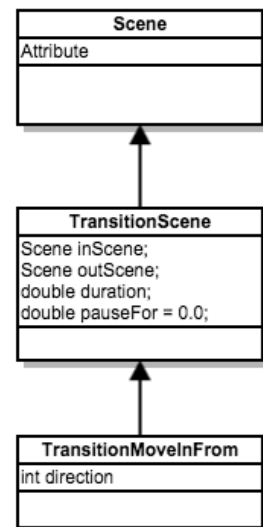 Scene
Attribute
TransitionScene
Scene inScene;
Scene outScene;
double duration;
double pauseFor = 0.0;
TransitionMoveInFrom
int direction